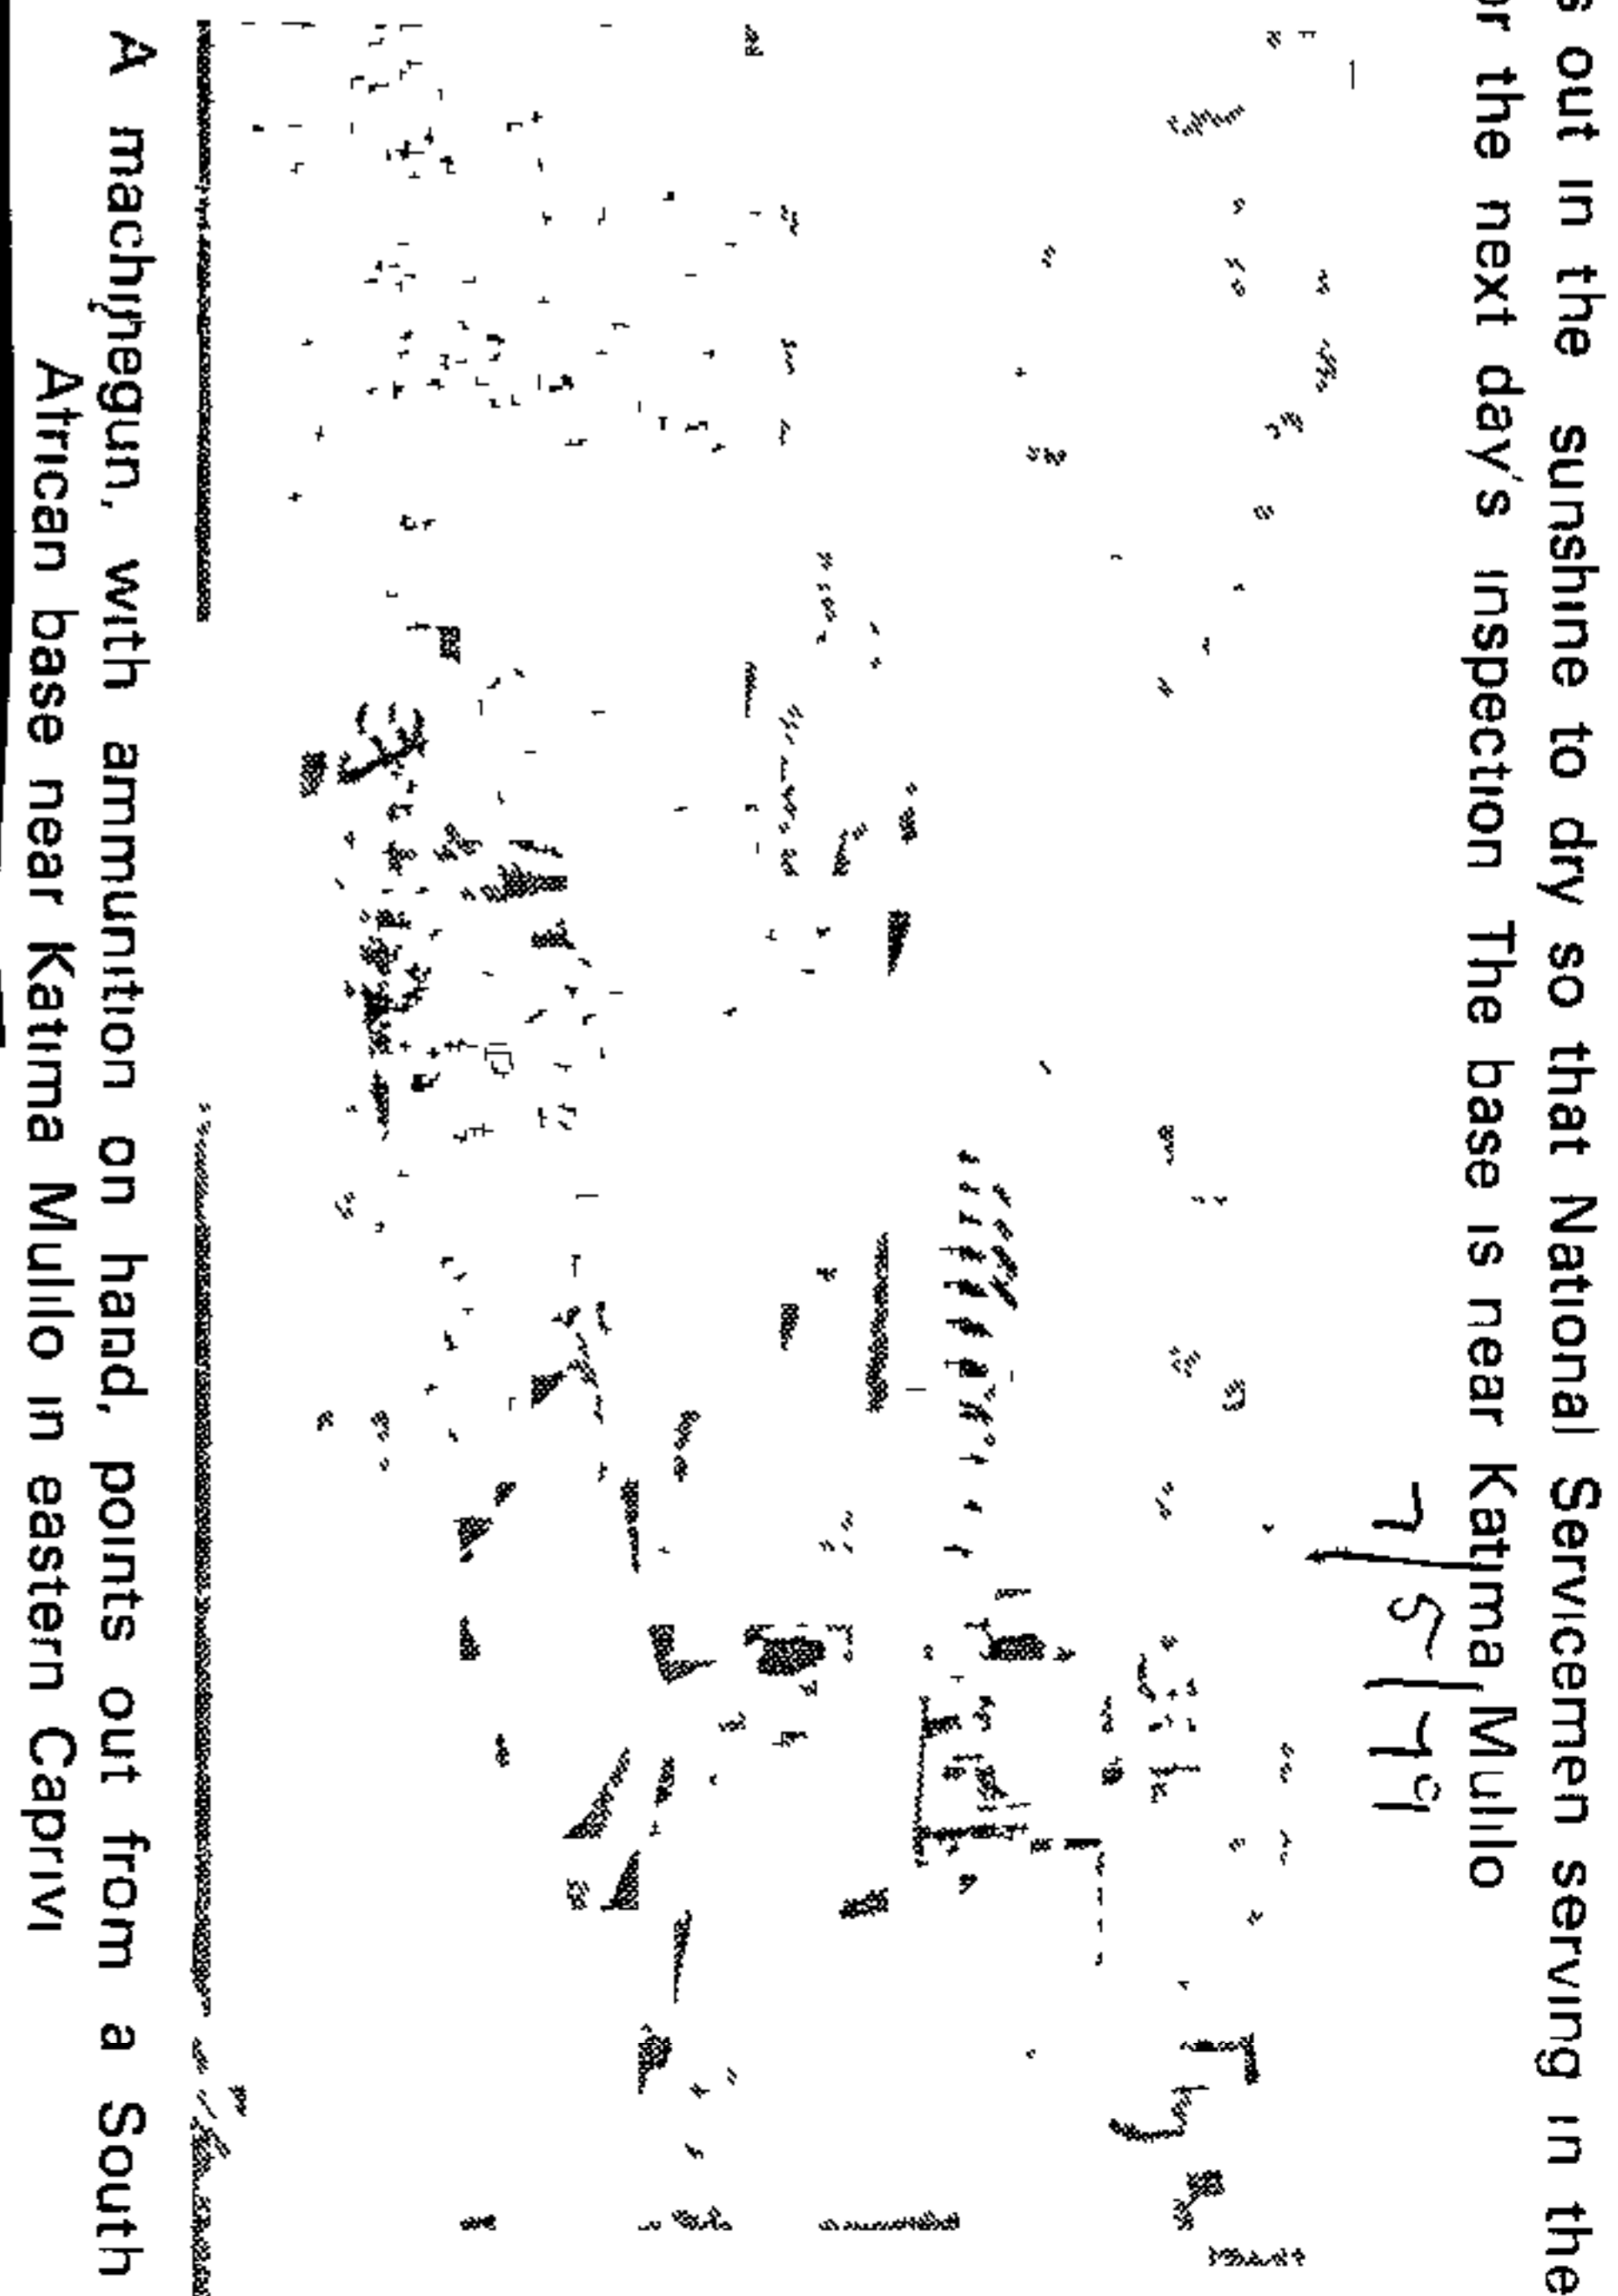 s out in the sunshine to dry so that National Servicemen serving in the
or the next day's inspection The base is near Katima Mulilo
7/5/79
A machinegun, with ammunition on hand, points out from a South
African base near Katima Mulilo in eastern Caprivi